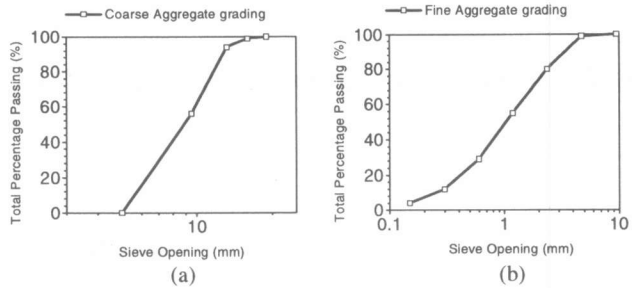 Coarse Aggregate grading
Total Percentage Passing (%)
100
80
60
40
20
0
10
Sieve Opening (mm)
(a)
Fine Aggregate grading
Total Percentage Passing (%)
100
80
60
40
20
0
0.1
1
10
Sieve Opening (mm)
(b)